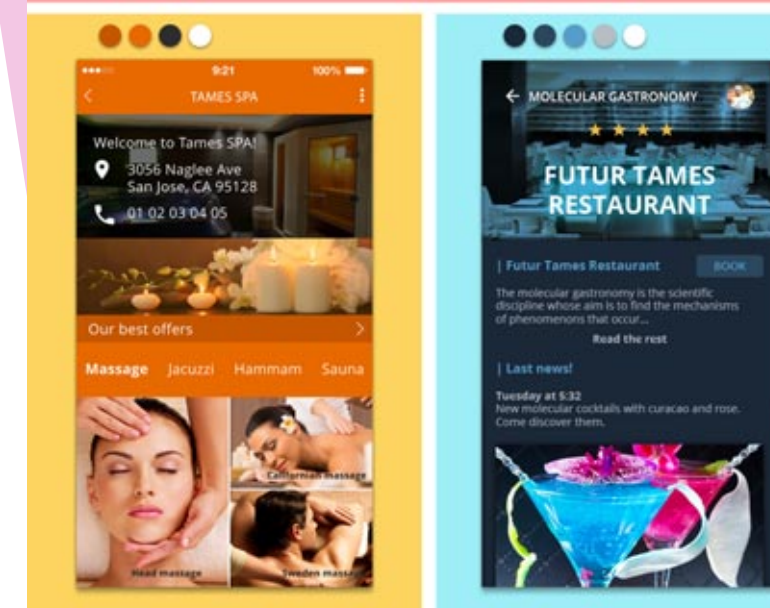 9:21
100%
TAMES SPA
Welcome to Tames SPA!
3056 Naglee Ave
San Jose, CA 95128
01 02 03 04 05
Our best offers
Massage Jacuzzi Hammam Sauna
Californian massage
Head massage
Sweden massage
MOLECULAR GASTRONOMY
FUTUR TAMES
RESTAURANT
| Futur Tames Restaurant
BOOK
The molecular gastronomy is the scientific
discipline whose aim is to find the mechanisms
of phenomenons that occur...
Read the rest
| Last news!
Tuesday at 5:32
New molecular cocktails with curacao and rose.
Come discover them.